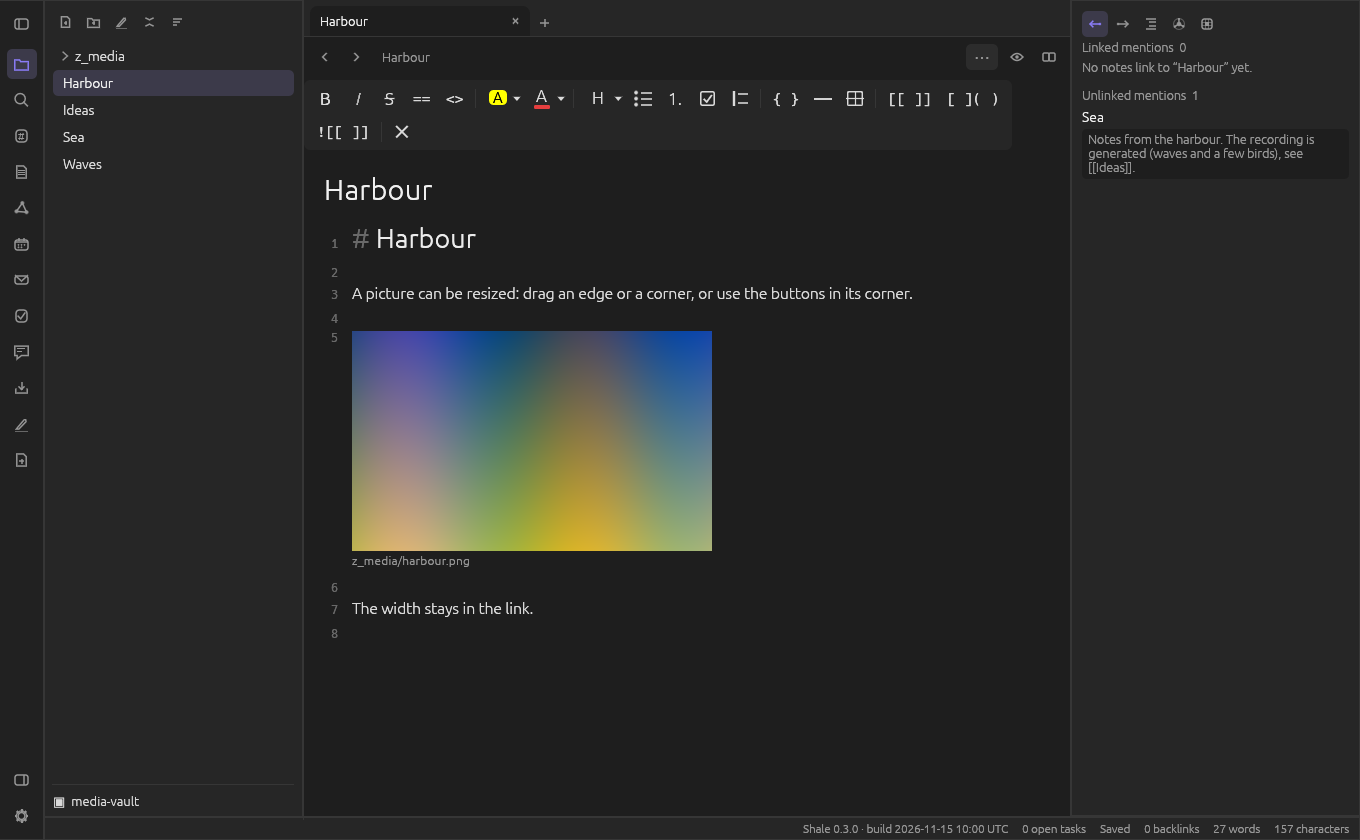 z_media
Harbour
Ideas
Sea
Waves
media-vault
Harbour × +
Harbour
B I S == <> A A H 1. { } — [[ ]] [ ]( )
![[ ]]
Harbour
1 # Harbour
2
3 A picture can be resized: drag an edge or a corner, or use the buttons in its corner.
4
5
z_media/harbour.png
6
7 The width stays in the link.
8
Linked mentions 0
No notes link to “Harbour” yet.
Unlinked mentions 1
Sea
Notes from the harbour. The recording is
generated (waves and a few birds), see
[[Ideas]].
Shale 0.3.0 · build 2026-11-15 10:00 UTC 0 open tasks Saved 0 backlinks 27 words 157 characters